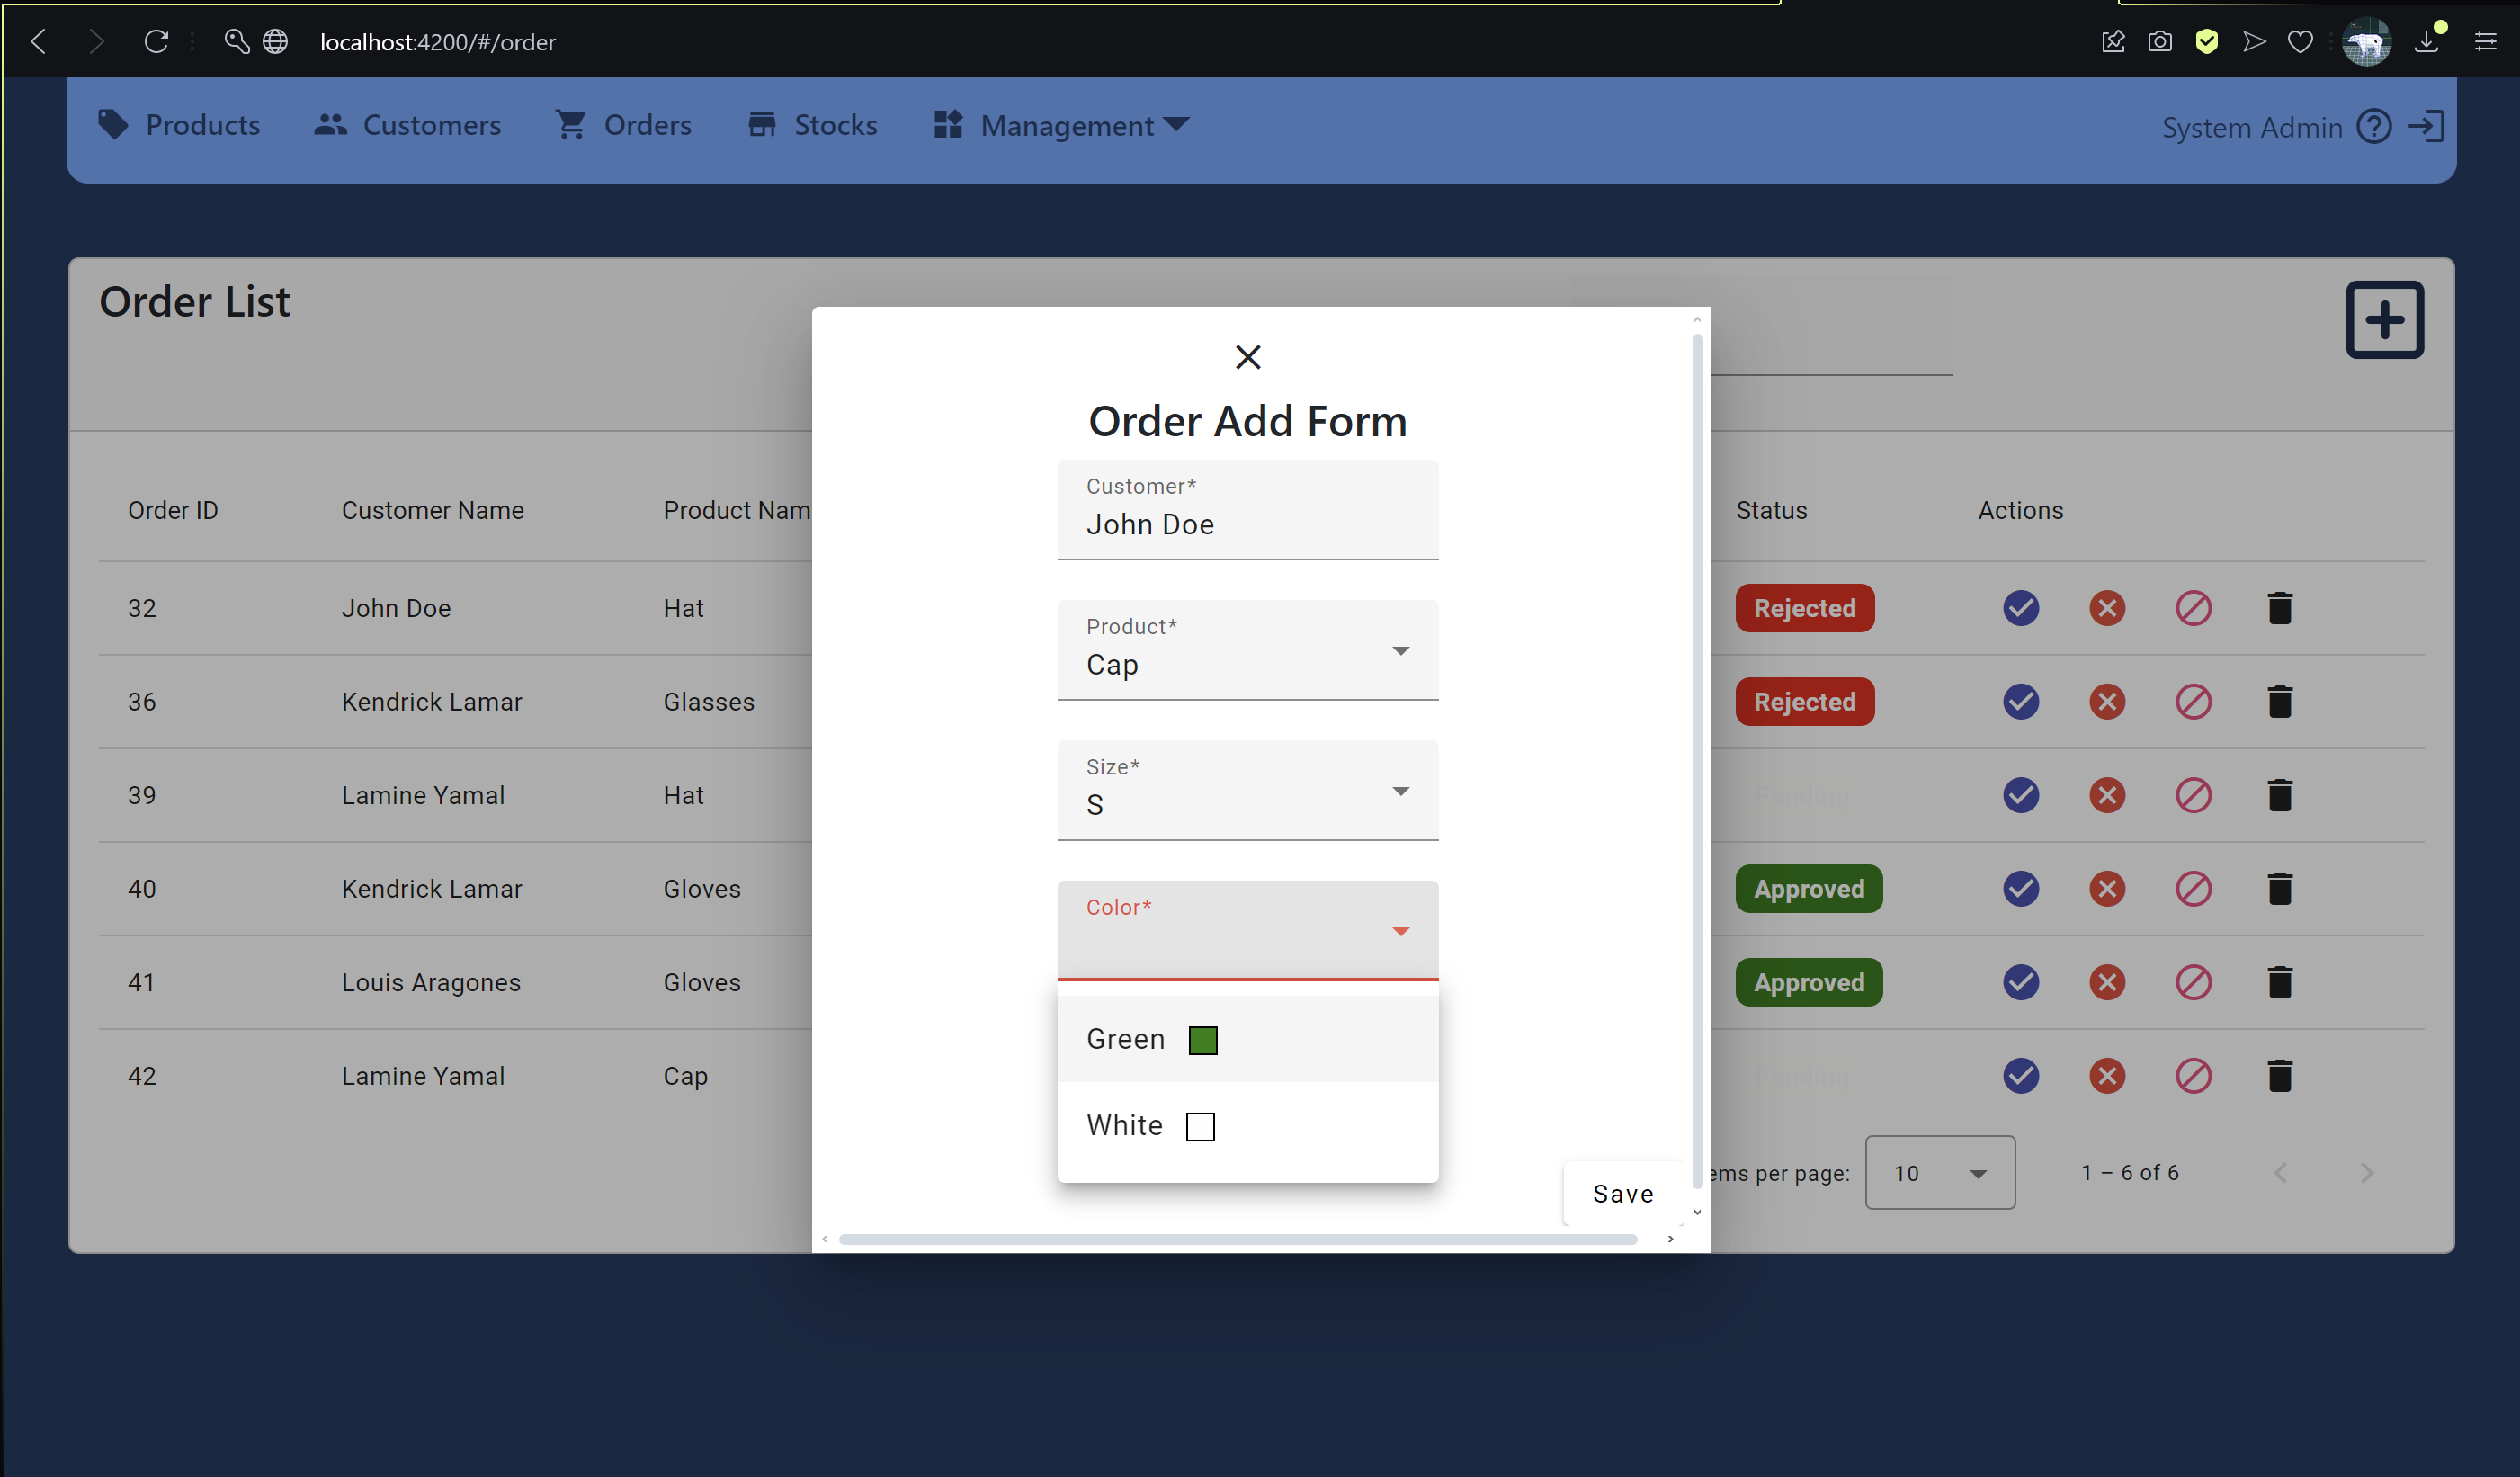 localhost:4200/#/order
Products Customers Orders Stocks Management System Admin
Order List
Order Add Form
Customer*
John Doe
Product*
Cap
Size*
S
Color*
Green
White
Save
Order ID Customer Name Product Nam Status Actions
32 John Doe Hat Rejected
36 Kendrick Lamar Glasses Rejected
39 Lamine Yamal Hat Pending
40 Kendrick Lamar Gloves Approved
41 Louis Aragones Gloves Approved
42 Lamine Yamal Cap Pending
ems per page: 10 1 – 6 of 6